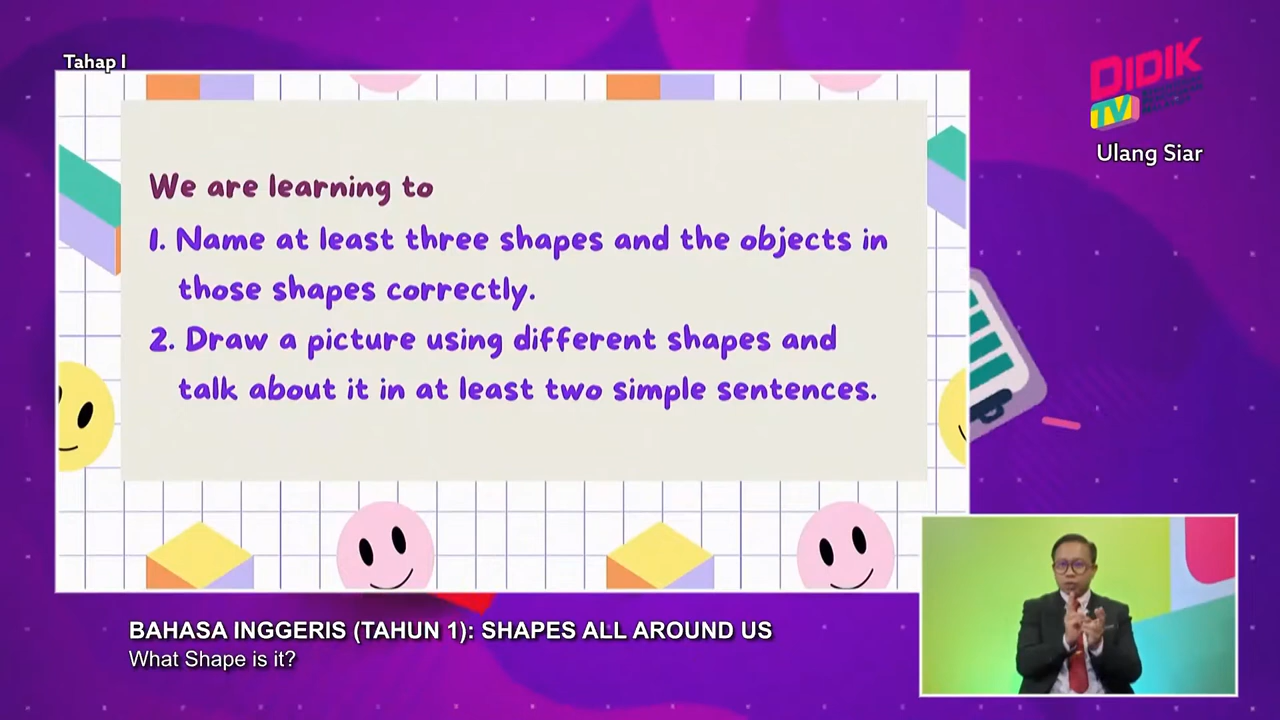 Tahap I
DIDIK
TV
Ulang Siar
We are learning to
1. Name at least three shapes and the objects in
those shapes correctly.
2. Draw a picture using different shapes and
talk about it in at least two simple sentences.
BAHASA INGGERIS (TAHUN 1): SHAPES ALL AROUND US
What Shape is it?